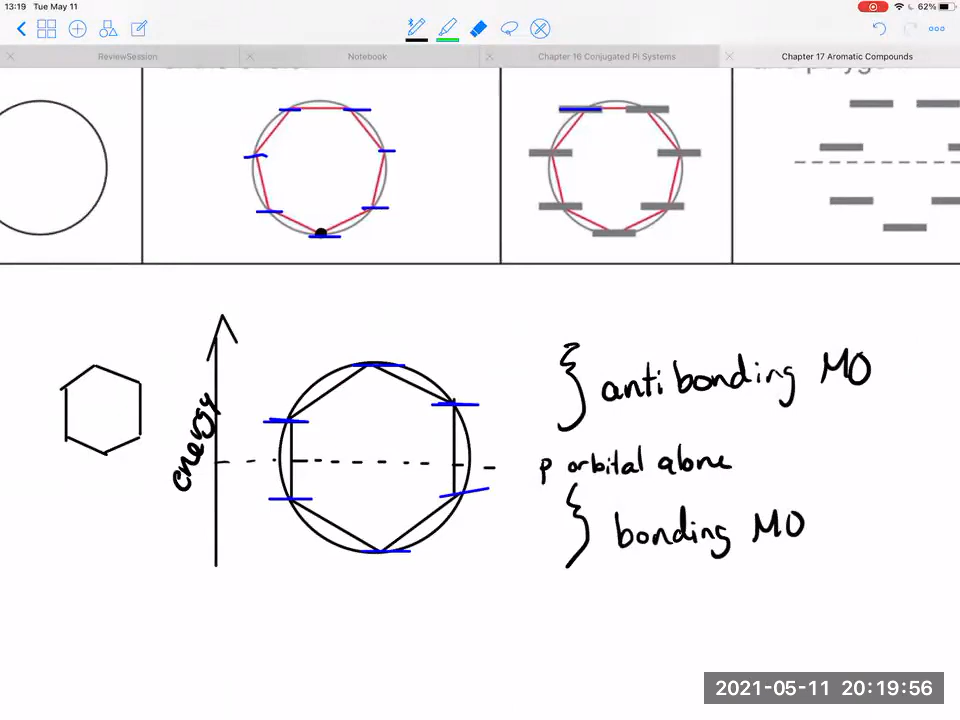 13:19 Tue May 11
62%
ReviewSession
Notebook
Chapter 16 Conjugated Pi Systems
Chapter 17 Aromatic Compounds
energy
antibonding MO
p orbital alone
bonding MO
2021-05-11 20:19:56